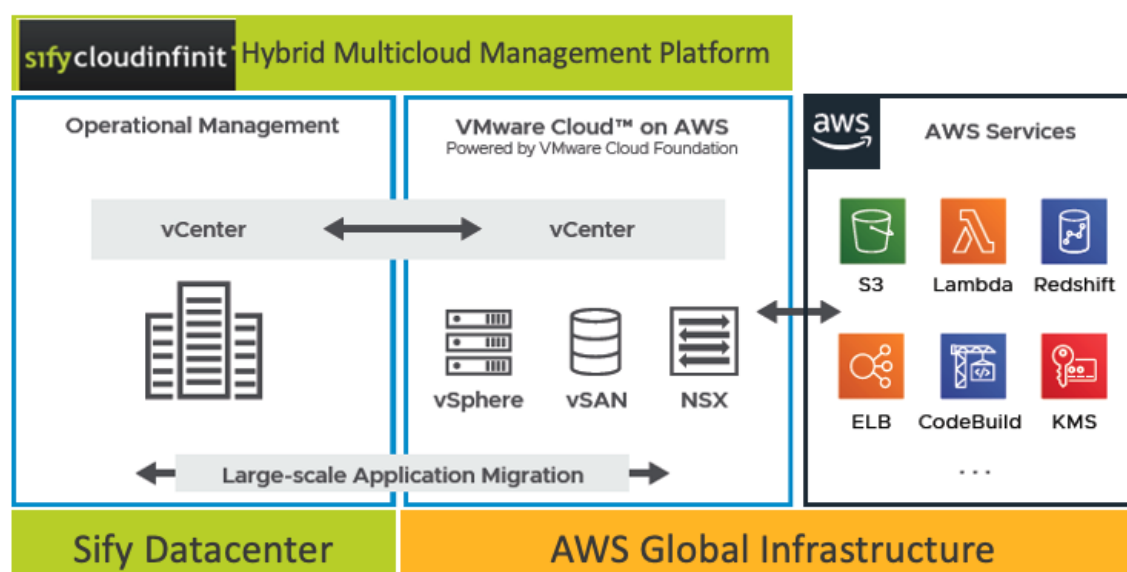 sifycloudinfinit Hybrid Multicloud Management Platform
Operational Management
VMware Cloud™ on AWS
Powered by VMware Cloud Foundation
aws
AWS Services
vCenter
vCenter
S3
Lambda
Redshift
vSphere
vSAN
NSX
ELB
CodeBuild
KMS
...
Large-scale Application Migration
Sify Datacenter
AWS Global Infrastructure